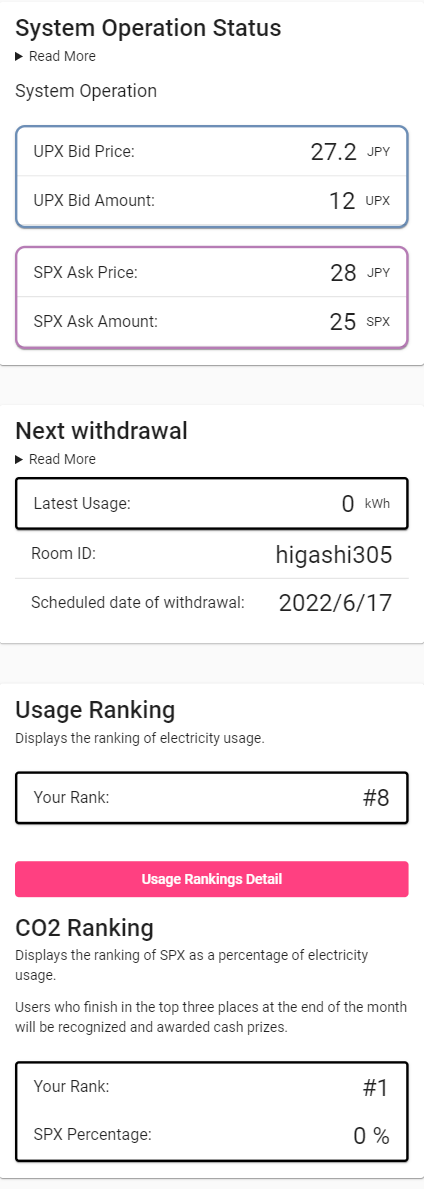 System Operation Status
Read More
System Operation
UPX Bid Price: 27.2 JPY
UPX Bid Amount: 12 UPX
SPX Ask Price: 28 JPY
SPX Ask Amount: 25 SPX
Next withdrawal
Read More
Latest Usage: 0 kWh
Room ID: higashi305
Scheduled date of withdrawal: 2022/6/17
Usage Ranking
Displays the ranking of electricity usage.
Your Rank: #8
Usage Rankings Detail
CO2 Ranking
Displays the ranking of SPX as a percentage of electricity
usage.
Users who finish in the top three places at the end of the month
will be recognized and awarded cash prizes.
Your Rank: #1
SPX Percentage: 0 %